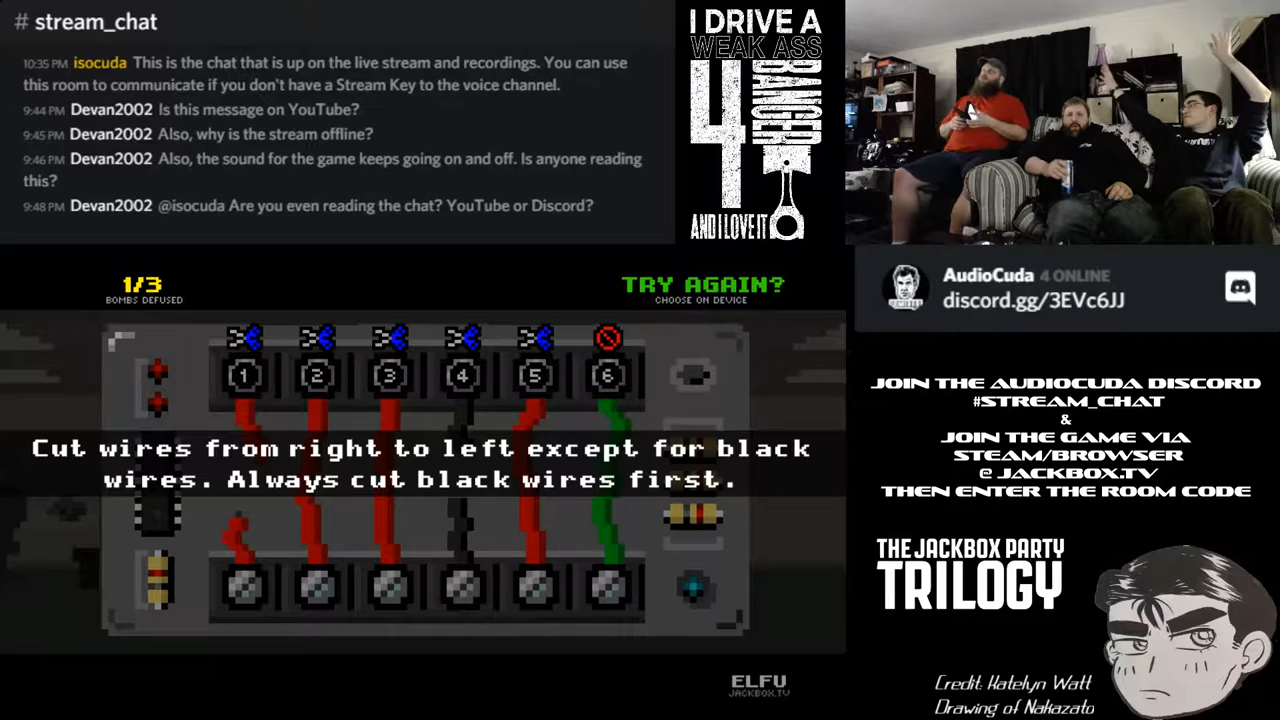 # stream_chat
10:35 PM isocuda This is the chat that is up on the live stream and recordings. You can use
this room to communicate if you don't have a Stream Key to the voice channel.
9:44 PM Devan2002 Is this message on YouTube?
9:45 PM Devan2002 Also, why is the stream offline?
9:46 PM Devan2002 Also, the sound for the game keeps going on and off. Is anyone reading
this?
9:48 PM Devan2002 @isocuda Are you even reading the chat? YouTube or Discord?
I DRIVE A
WEAK ASS
4
BANGER
AND I LOVE IT
AudioCuda 4 ONLINE
discord.gg/3EVc6JJ
1/3
BOMBS DEFUSED
TRY AGAIN?
CHOOSE ON DEVICE
1 2 3 4 5 6
Cut wires from right to left except for black
wires. Always cut black wires first.
ELFU
JACKBOX.TV
JOIN THE AUDIOCUDA DISCORD
#STREAM_CHAT
&
JOIN THE GAME VIA
STEAM/BROWSER
@ JACKBOX.TV
THEN ENTER THE ROOM CODE
THE JACKBOX PARTY
TRILOGY
Credit: Katelyn Watt
Drawing of Nakazato